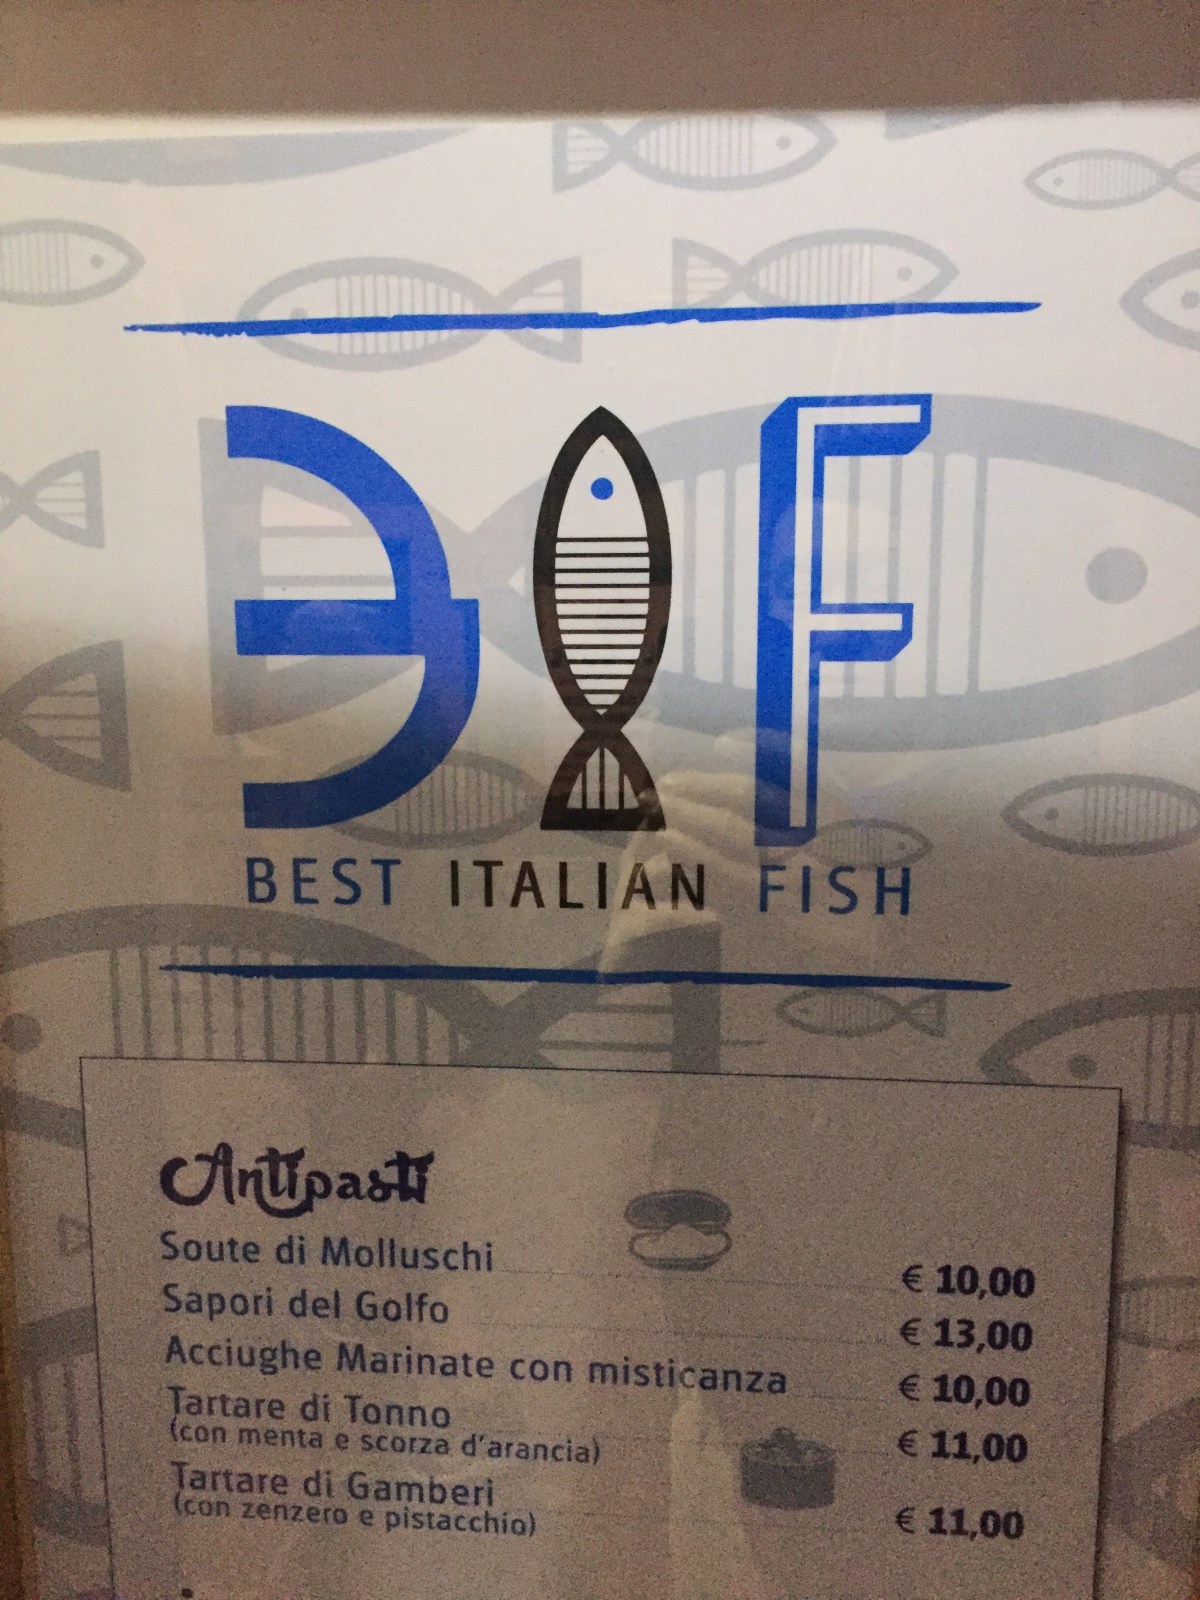 BIF
BEST ITALIAN FISH
Antipasti
Soute di Molluschi € 10,00
Sapori del Golfo € 13,00
Acciughe Marinate con misticanza € 10,00
Tartare di Tonno
(con menta e scorza d'arancia) € 11,00
Tartare di Gamberi
(con zenzero e pistacchio) € 11,00